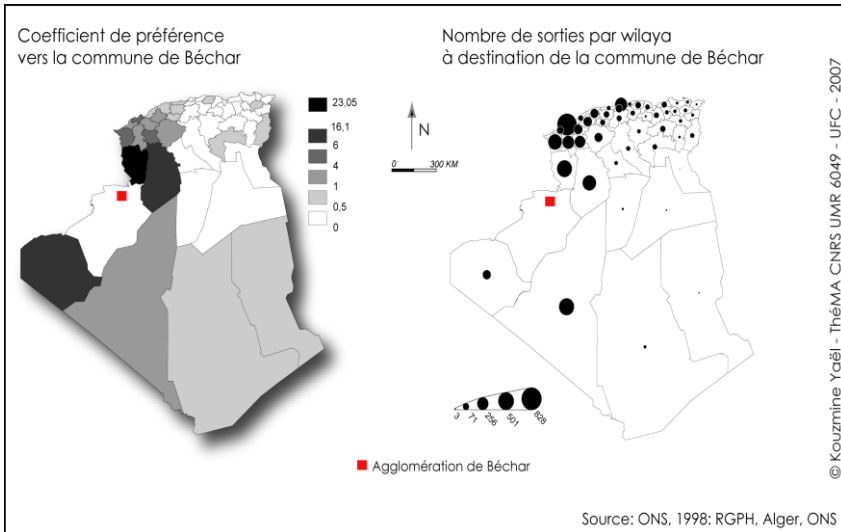 Coefficient de préférence
vers la commune de Béchar
23,05
16,1
6
4
1
0,5
0
N
0 300 KM
Nombre de sorties par wilaya
à destination de la commune de Béchar
3 71 256 501 828
Agglomération de Béchar
© Kouzmine Yaël - ThéMA CNRS UMR 6049 - UFC - 2007
Source: ONS, 1998: RGPH, Alger, ONS